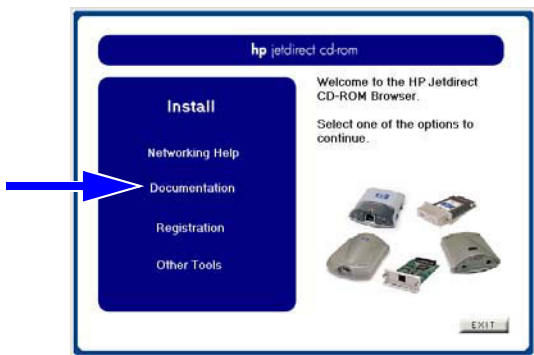 hp jetdirect cd-rom
Install
Networking Help
Documentation
Registration
Other Tools
Welcome to the HP Jetdirect
CD-ROM Browser.
Select one of the options to
continue.
EXIT